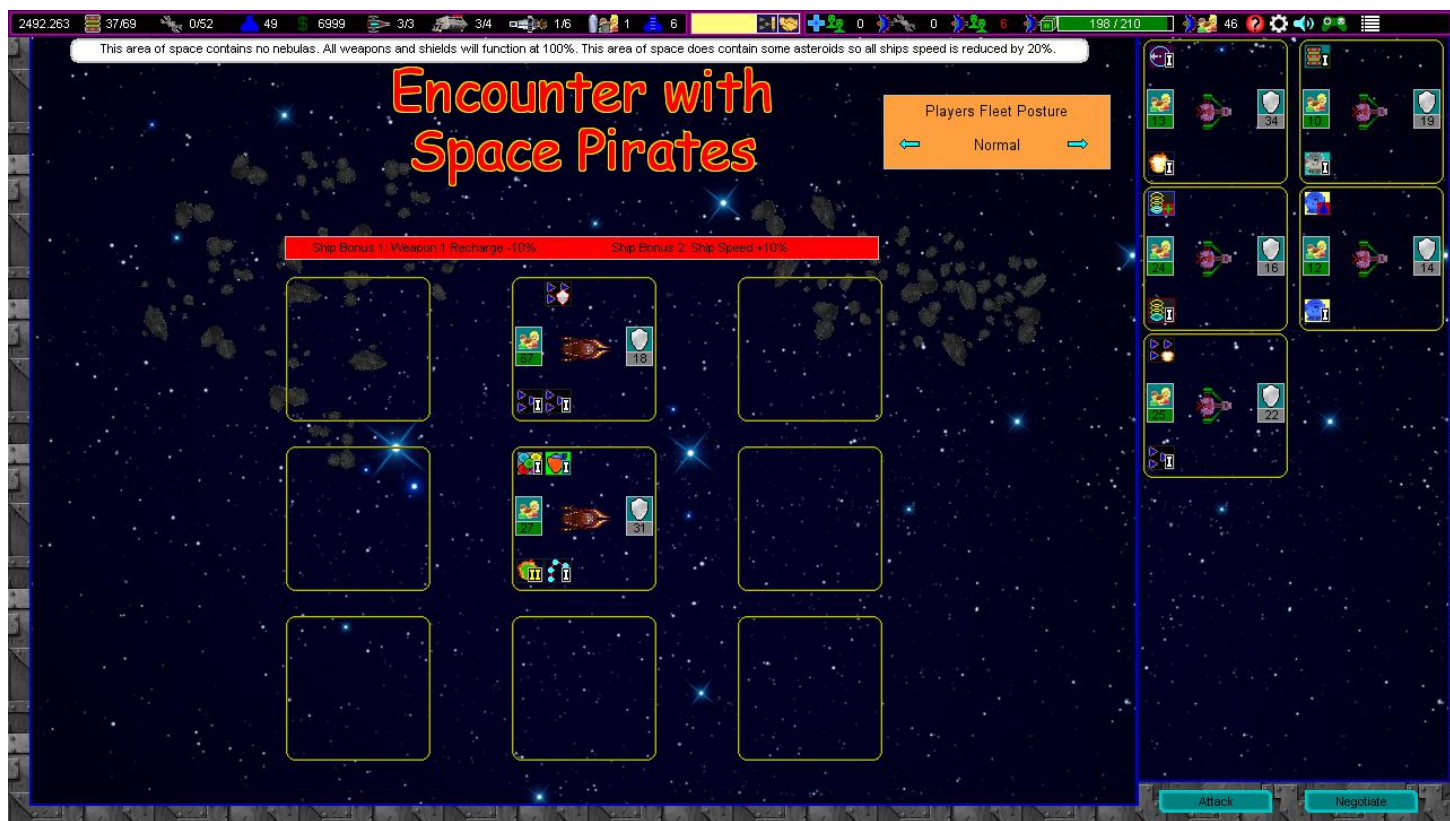 2492.263 37/69 0/52 49 $ 6999 3/3 3/4 1/6 1 6 0 0 6 198 / 210 46 ?
This area of space contains no nebulas. All weapons and shields will function at 100%. This area of space does contain some asteroids so all ships speed is reduced by 20%.
Encounter with
Space Pirates
Players Fleet Posture
Normal
Ship Bonus 1: Weapon 1 Recharge -10% Ship Bonus 2: Ship Speed +10%
67 18
I I
I I
27 31
II I
I I
13 34 10 19
I I
24 16 12 14
I I
25 22
I
Attack Negotiate